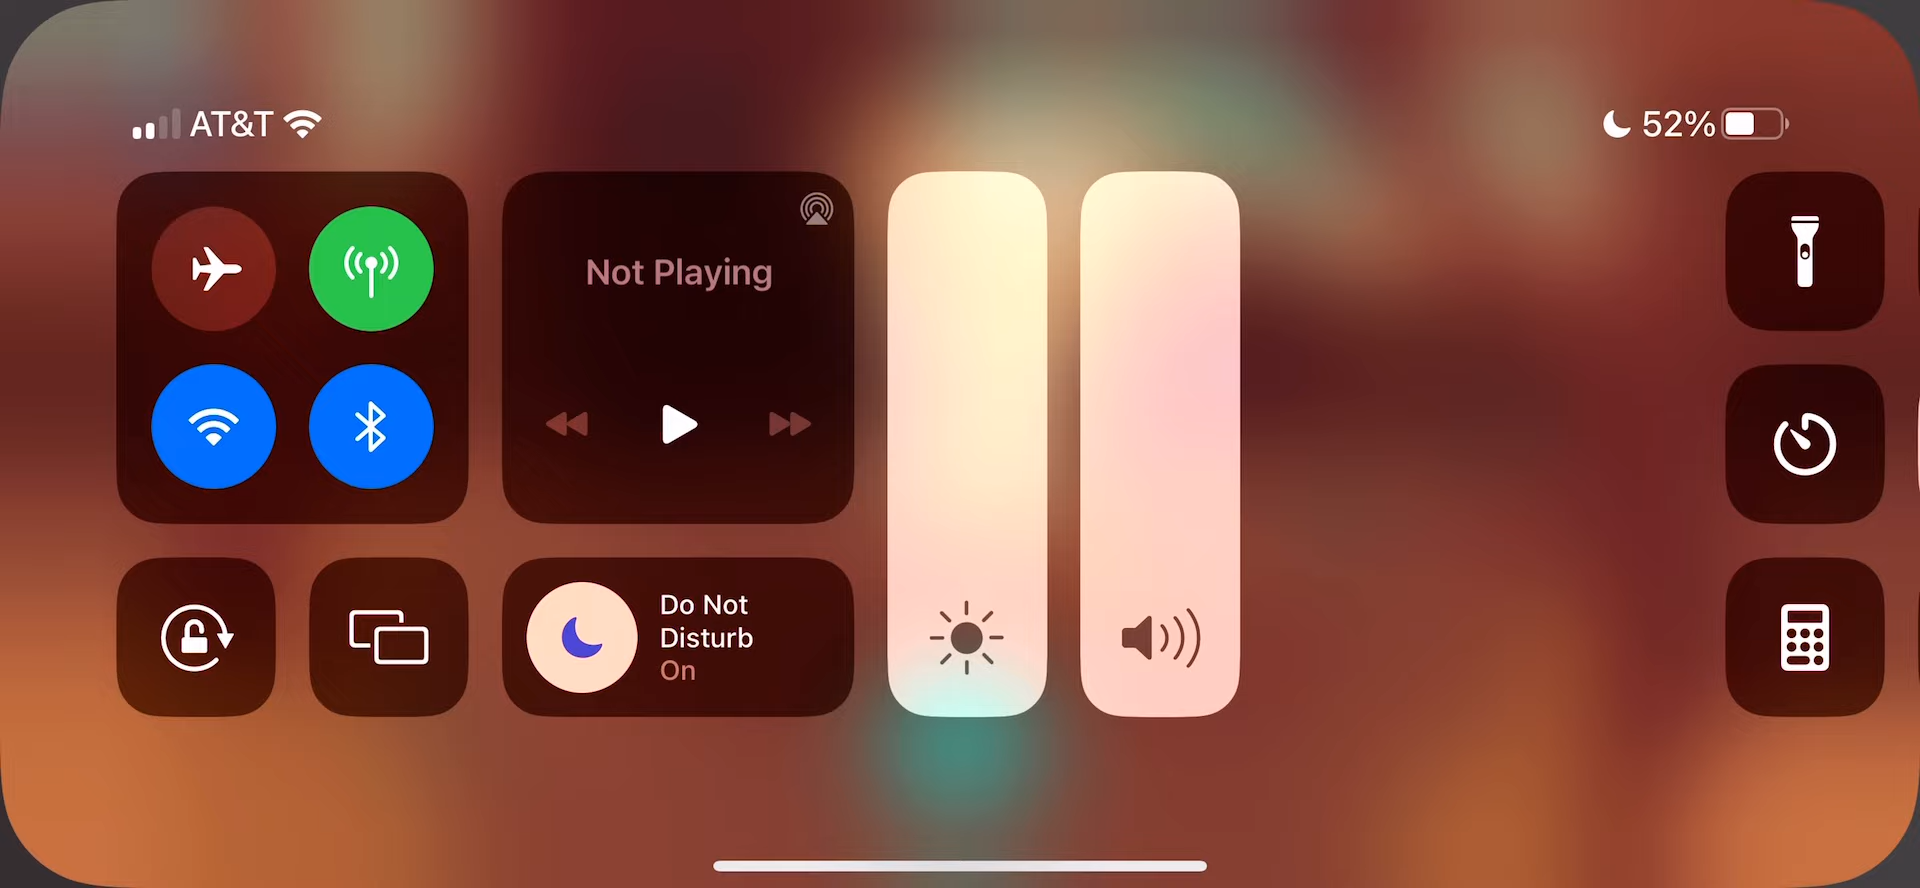 AT&T
52%
Not Playing
Do Not
Disturb
On